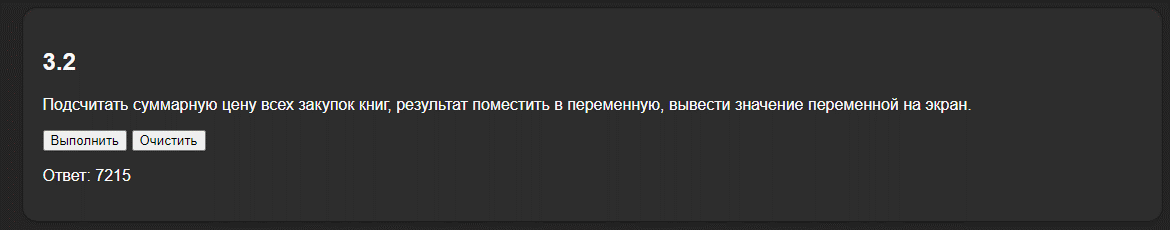 3.2
Подсчитать суммарную цену всех закупок книг, результат поместить в переменную, вывести значение переменной на экран.
Выполнить Очистить
Ответ: 7215